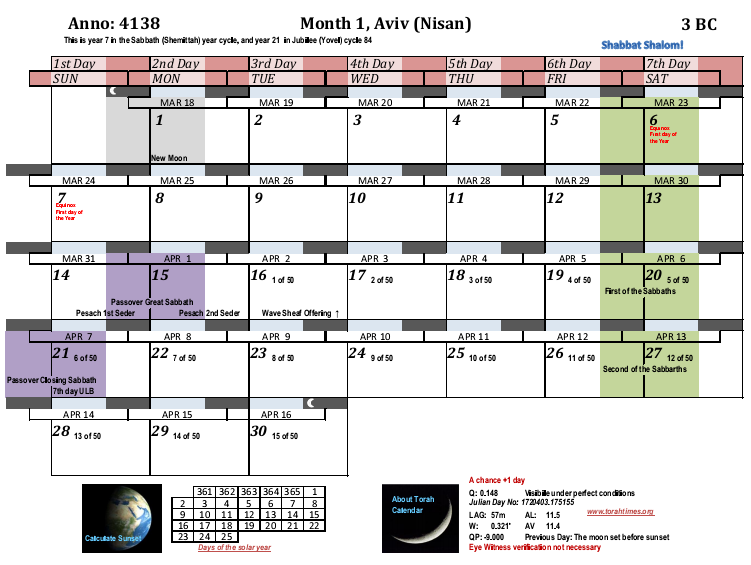 Anno: 4138 Month 1, Aviv (Nisan) 3 BC
This is year 7 in the Sabbath (Shemittah) year cycle, and year 21 in Jubilee (Yovel) cycle 84
Shabbat Shalom!
1st Day 2nd Day 3rd Day 4th Day 5th Day 6th Day 7th Day
SUN MON TUE WED THU FRI SAT
MAR 18 MAR 19 MAR 20 MAR 21 MAR 22 MAR 23
1 2 3 4 5 6
Equinox
First day of
the Year
New Moon
MAR 24 MAR 25 MAR 26 MAR 27 MAR 28 MAR 29 MAR 30
7 8 9 10 11 12 13
Equinox
First day of
the Year
MAR 31 APR 1 APR 2 APR 3 APR 4 APR 5 APR 6
14 15 16 1 of 50 17 2 of 50 18 3 of 50 19 4 of 50 20 5 of 50
First of the Sabbaths
Passover Great Sabbath
Pesach 1st Seder Pesach 2nd Seder Wave Sheaf Offering ↑
APR 7 APR 8 APR 9 APR 10 APR 11 APR 12 APR 13
21 6 of 50 22 7 of 50 23 8 of 50 24 9 of 50 25 10 of 50 26 11 of 50 27 12 of 50
Second of the Sabbarths
Passover Closing Sabbath
7th day ULB
APR 14 APR 15 APR 16
28 13 of 50 29 14 of 50 30 15 of 50
Calculate Sunset
361 362 363 364 365 1
2 3 4 5 6 7 8
9 10 11 12 13 14 15
16 17 18 19 20 21 22
23 24 25
Days of the solar year
About Torah
Calendar
A chance +1 day
Q: 0.148 Visibille under perfect conditions
Julian Day No: 1720403.175155
LAG: 57m AL: 11.5 www.torahtimes.org
W: 0.321' AV 11.4
QP: -9.000 Previous Day: The moon set before sunset
Eye Witness verification not necessary